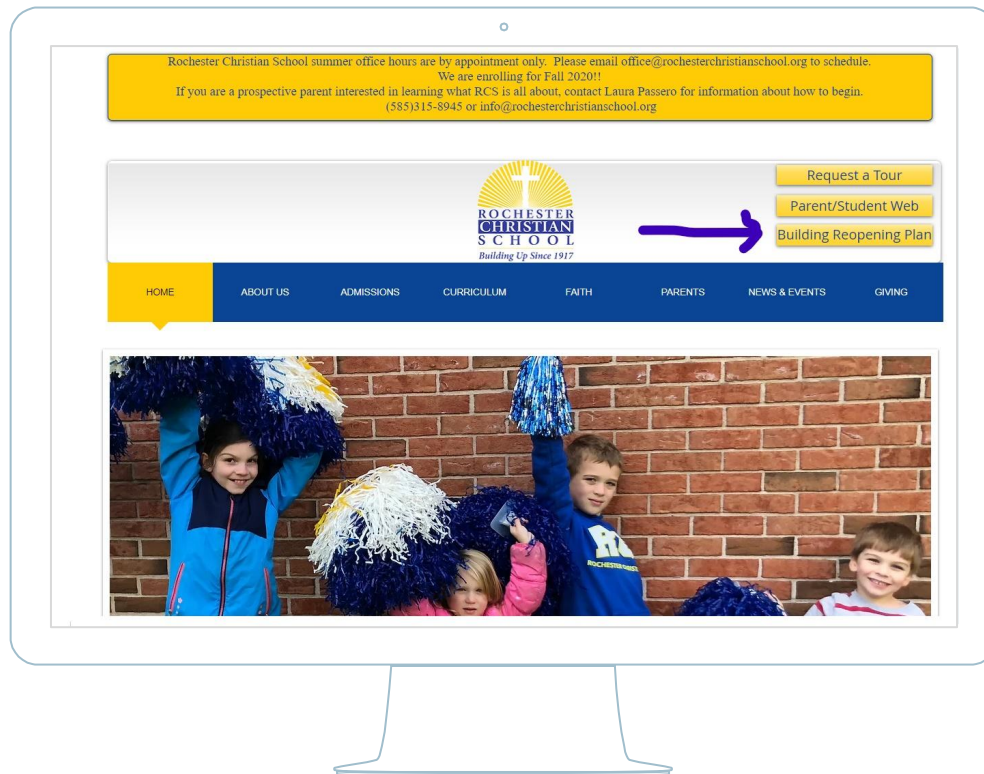 Rochester Christian School summer office hours are by appointment only.  Please email office@rochesterchristianschool.org to schedule.
We are enrolling for Fall 2020!!
If you are a prospective parent interested in learning what RCS is all about, contact Laura Passero for information about how to begin.
(585)315-8945 or info@rochesterchristianschool.org
Request a Tour
Parent/Student Web
Building Reopening Plan
ROCHESTER
CHRISTIAN
SCHOOL
Building Up Since 1917
HOME
ABOUT US
ADMISSIONS
CURRICULUM
FAITH
PARENTS
NEWS & EVENTS
GIVING
ROCHESTER